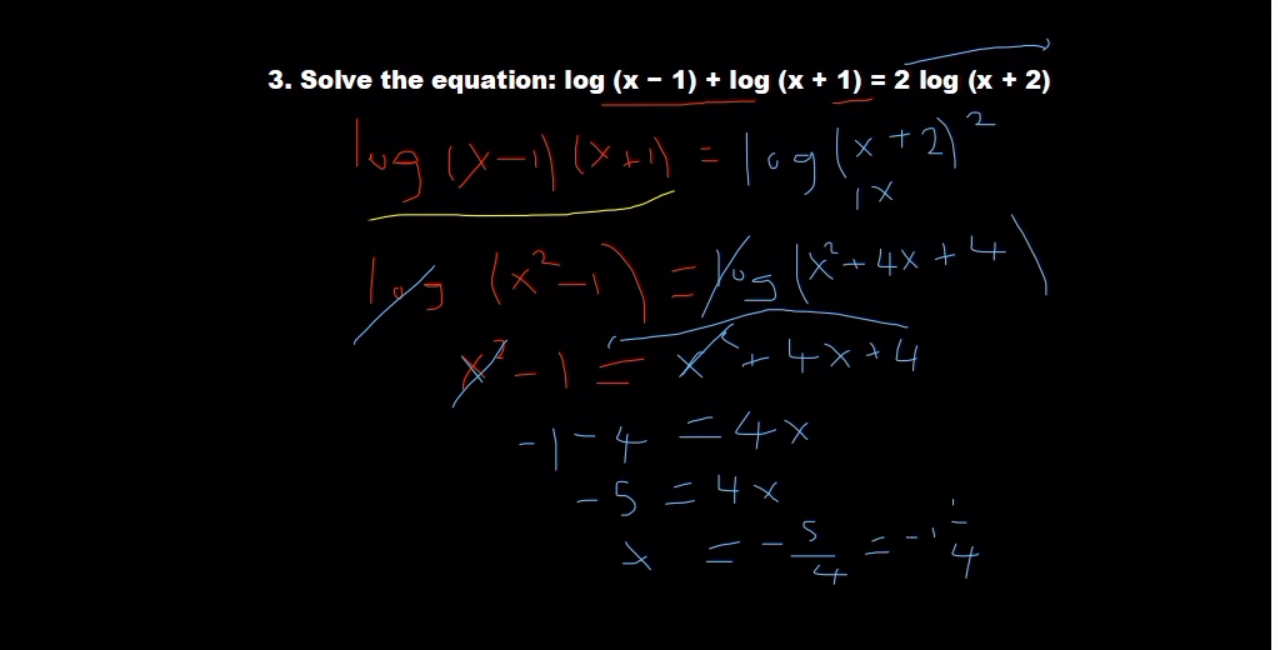 3. Solve the equation: log (x − 1) + log (x + 1) = 2 log (x + 2)
log (x-1) (x+1) = log (x+2)²
1x
log (x²-1) = log (x²+4x+4)
x²-1 = x²+4x+4
-1-4 = 4x
-5 = 4x
x = -5/4 = -1 1/4